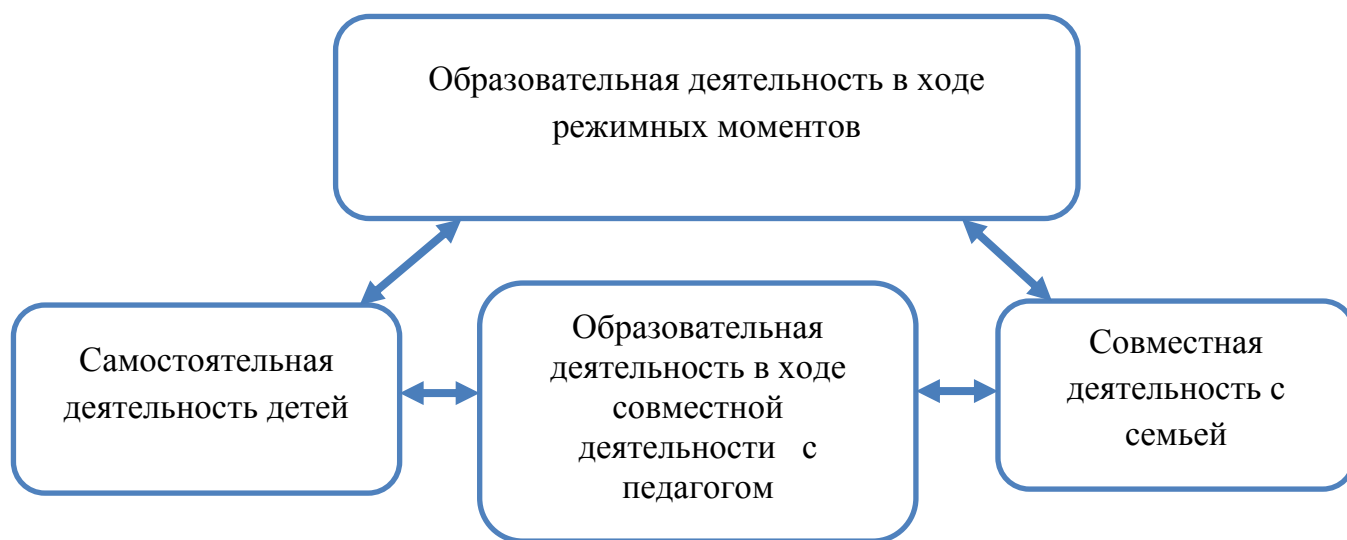 Образовательная деятельность в ходе
режимных моментов
Самостоятельная
деятельность детей
Образовательная
деятельность в ходе
совместной
деятельности с
педагогом
Совместная
деятельность с
семьей